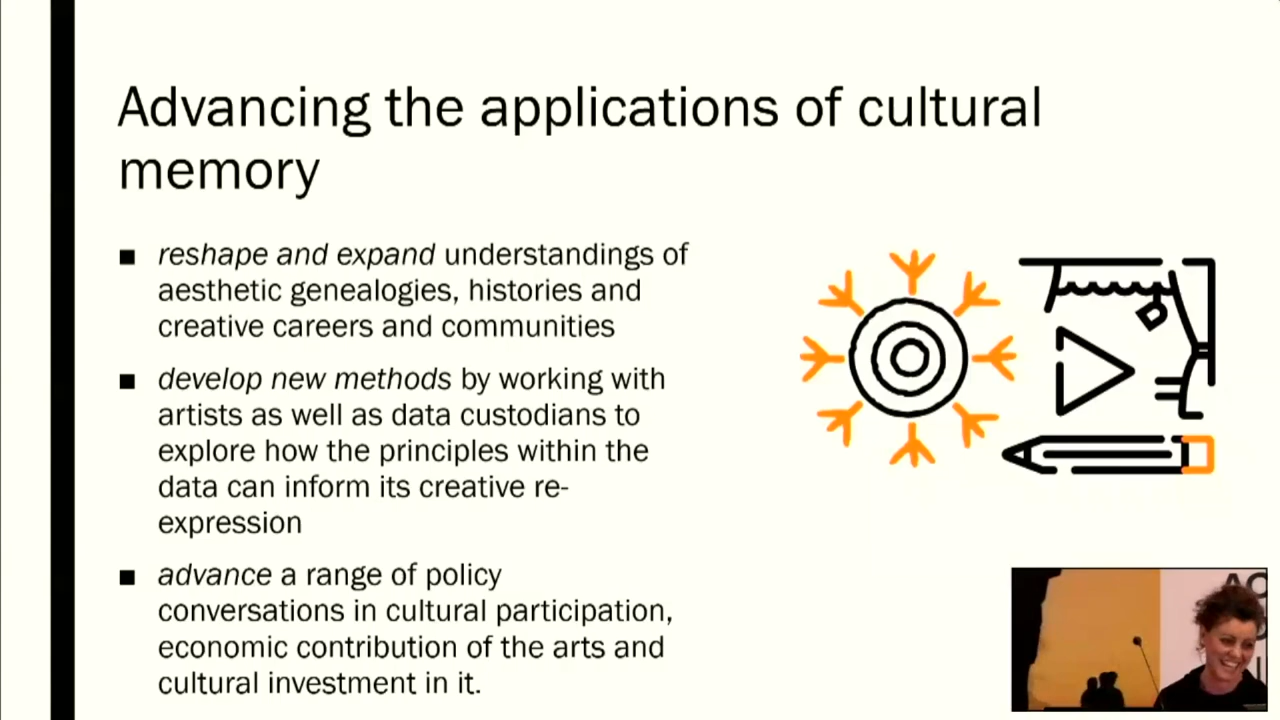 Advancing the applications of cultural
memory
■ reshape and expand understandings of
aesthetic genealogies, histories and
creative careers and communities
■ develop new methods by working with
artists as well as data custodians to
explore how the principles within the
data can inform its creative re-
expression
■ advance a range of policy
conversations in cultural participation,
economic contribution of the arts and
cultural investment in it.